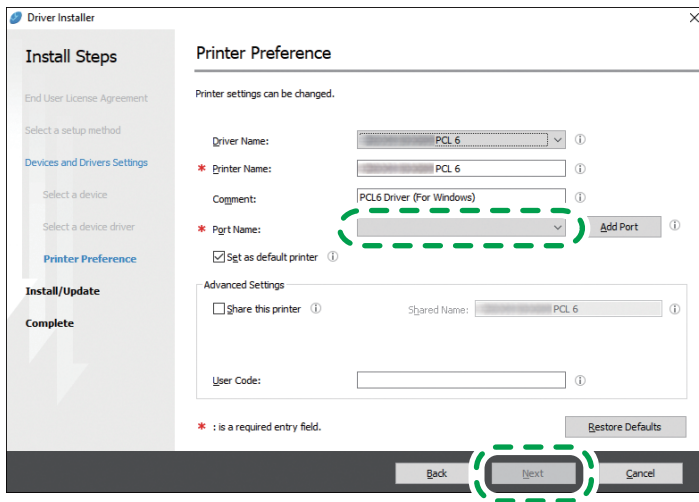 Driver Installer
Install Steps
End User License Agreement
Select a setup method
Devices and Drivers Settings
Select a device
Select a device driver
Printer Preference
Install/Update
Complete
Printer Preference
Printer settings can be changed.
Driver Name: PCL 6
* Printer Name: PCL 6
Comment: PCL6 Driver (For Windows)
* Port Name: Add Port
Set as default printer
Advanced Settings
Share this printer Shared Name: PCL 6
User Code:
* : is a required entry field. Restore Defaults
Back Next Cancel